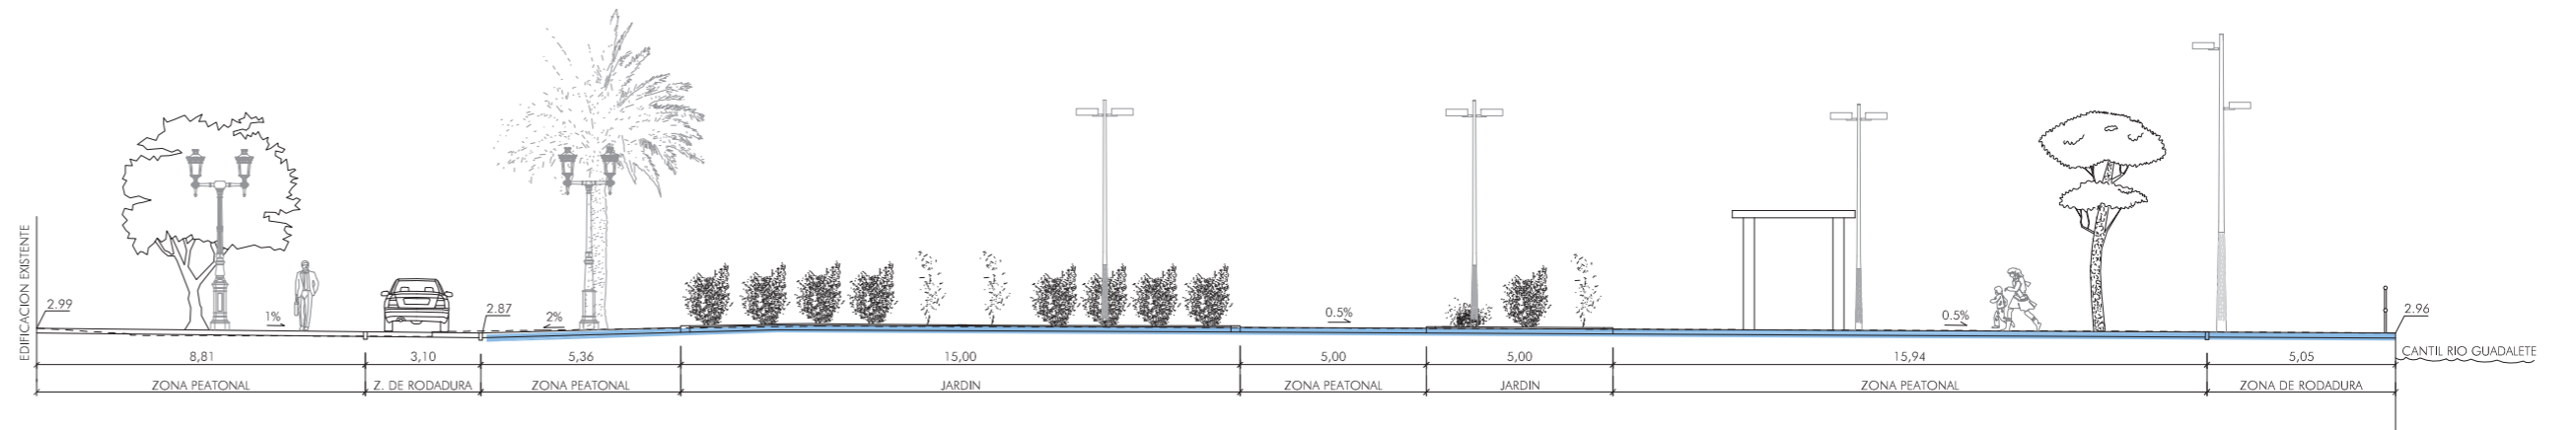 EDIFICACION EXISTENTE
2.99
1%
2.87
2%
0.5%
0.5%
2.96
CANTIL RIO GUADALETE
8,81
3,10
5,36
15,00
5,00
5,00
15,94
5,05
ZONA PEATONAL
Z. DE RODADURA
ZONA PEATONAL
JARDIN
ZONA PEATONAL
JARDIN
ZONA PEATONAL
ZONA DE RODADURA